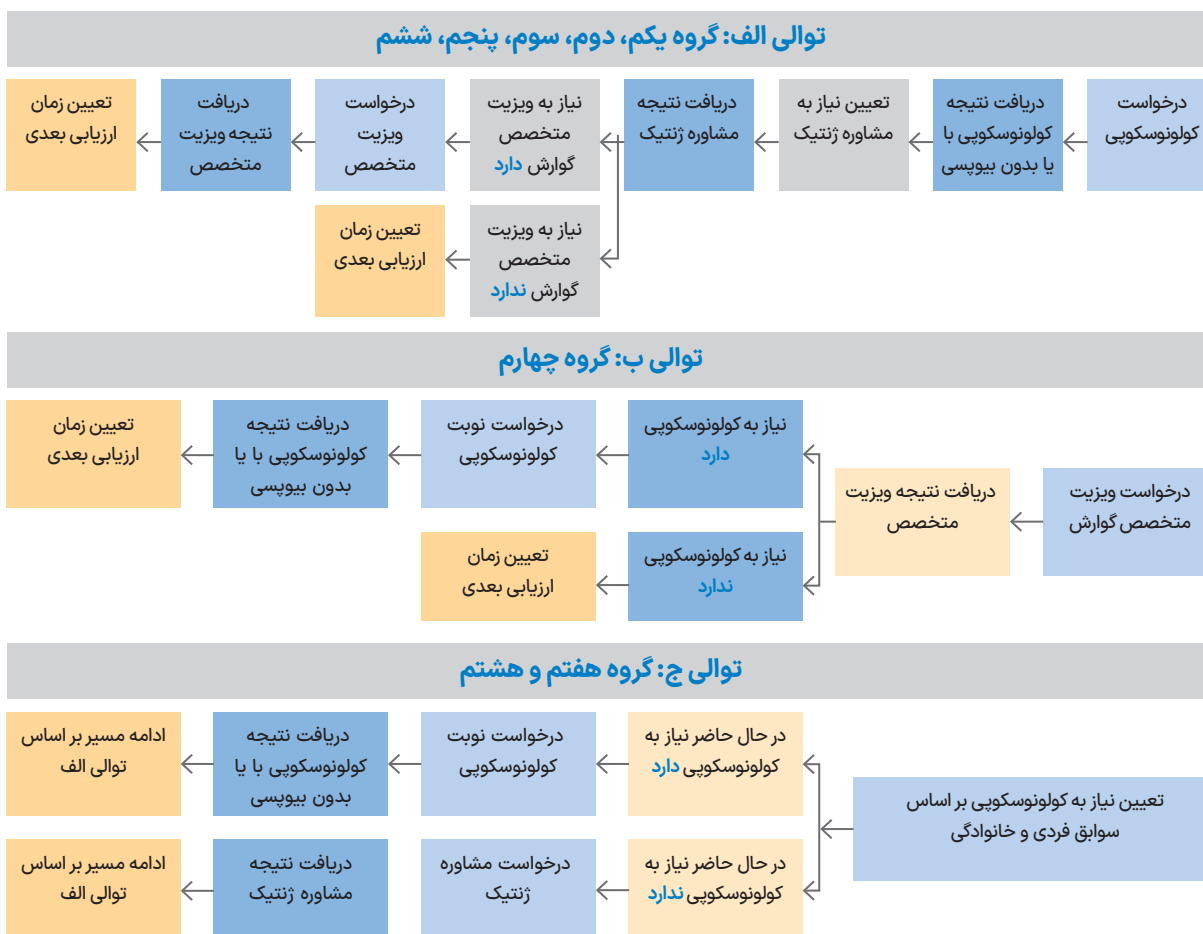 توالی الف: گروه یکم، دوم، سوم، پنجم، ششم
درخواست
کولونوسکوپی
دریافت نتیجه
کولونوسکوپی با
یا بدون بیوپسی
تعیین نیاز به
مشاوره ژنتیک
دریافت نتیجه
مشاوره ژنتیک
نیاز به ویزیت
متخصص
گوارش دارد
درخواست
ویزیت
متخصص
دریافت
نتیجه ویزیت
متخصص
تعیین زمان
ارزیابی بعدی
نیاز به ویزیت
متخصص
گوارش ندارد
تعیین زمان
ارزیابی بعدی
توالی ب: گروه چهارم
درخواست ویزیت
متخصص گوارش
دریافت نتیجه ویزیت
متخصص
نیاز به کولونوسکوپی
دارد
درخواست نوبت
کولونوسکوپی
دریافت نتیجه
کولونوسکوپی با یا
بدون بیوپسی
تعیین زمان
ارزیابی بعدی
نیاز به کولونوسکوپی
ندارد
تعیین زمان
ارزیابی بعدی
توالی ج: گروه هفتم و هشتم
تعیین نیاز به کولونوسکوپی بر اساس
سوابق فردی و خانوادگی
در حال حاضر نیاز به
کولونوسکوپی دارد
درخواست نوبت
کولونوسکوپی
دریافت نتیجه
کولونوسکوپی با یا
بدون بیوپسی
ادامه مسیر بر اساس
توالی الف
در حال حاضر نیاز به
کولونوسکوپی ندارد
درخواست مشاوره
ژنتیک
دریافت نتیجه
مشاوره ژنتیک
ادامه مسیر بر اساس
توالی الف